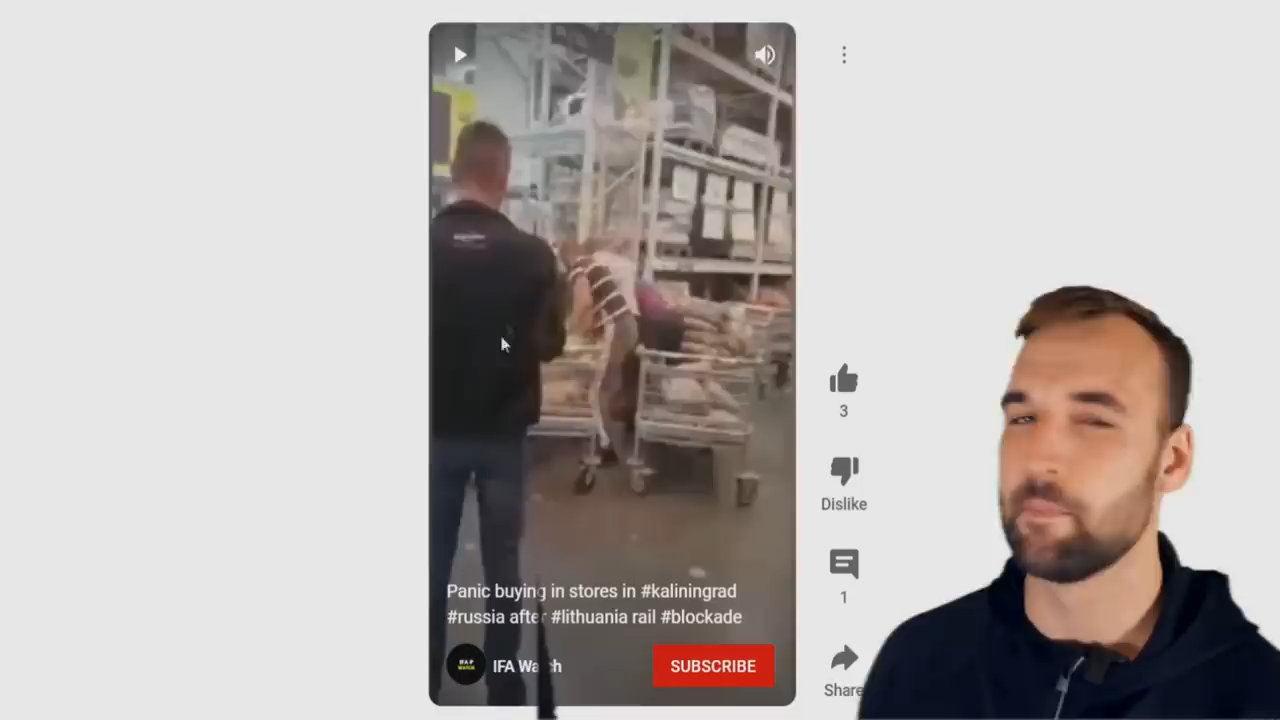 Panic buying in stores in #kaliningrad
#russia after #lithuania rail #blockade
IFA Watch
SUBSCRIBE
3
Dislike
1
Share